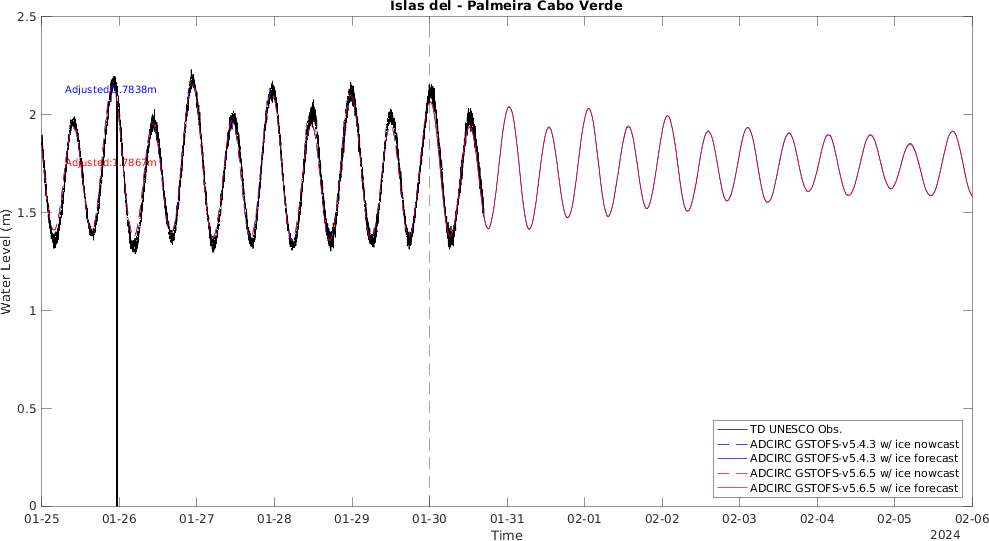 Islas del - Palmeira Cabo Verde
2.5
2
1.5
1
0.5
0
Water Level (m)
Adjusted:1.7838m
Adjusted:1.7867m
TD UNESCO Obs.
ADCIRC GSTOFS-v5.4.3 w/ ice nowcast
ADCIRC GSTOFS-v5.4.3 w/ ice forecast
ADCIRC GSTOFS-v5.6.5 w/ ice nowcast
ADCIRC GSTOFS-v5.6.5 w/ ice forecast
01-25 01-26 01-27 01-28 01-29 01-30 01-31 02-01 02-02 02-03 02-04 02-05 02-06
Time
2024